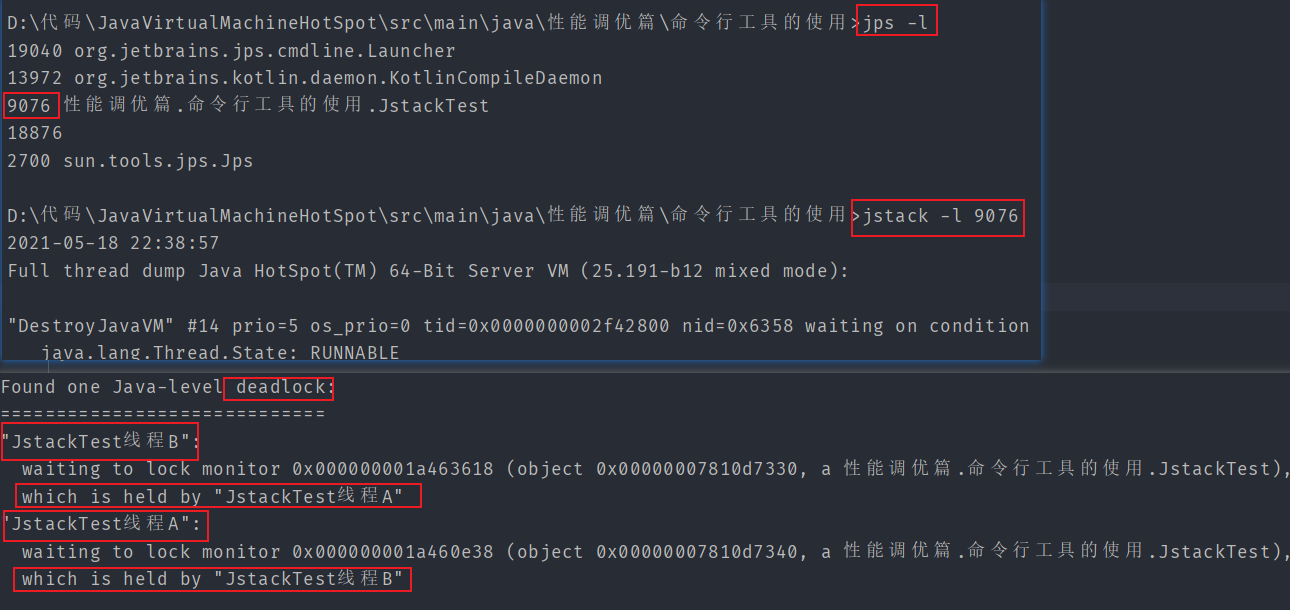 D:\代码\JavaVirtualMachineHotSpot\src\main\java\性能调优篇\命令行工具的使用>jps -l
19040 org.jetbrains.jps.cmdline.Launcher
13972 org.jetbrains.kotlin.daemon.KotlinCompileDaemon
9076 性能调优篇.命令行工具的使用.JstackTest
18876
2700 sun.tools.jps.Jps
D:\代码\JavaVirtualMachineHotSpot\src\main\java\性能调优篇\命令行工具的使用>jstack -l 9076
2021-05-18 22:38:57
Full thread dump Java HotSpot(TM) 64-Bit Server VM (25.191-b12 mixed mode):
"DestroyJavaVM" #14 prio=5 os_prio=0 tid=0x0000000002f42800 nid=0x6358 waiting on condition
java.lang.Thread.State: RUNNABLE
Found one Java-level deadlock:
=============================
"JstackTest线程B":
waiting to lock monitor 0x000000001a463618 (object 0x00000007810d7330, a 性能调优篇.命令行工具的使用.JstackTest),
which is held by "JstackTest线程A"
"JstackTest线程A":
waiting to lock monitor 0x000000001a460e38 (object 0x00000007810d7340, a 性能调优篇.命令行工具的使用.JstackTest),
which is held by "JstackTest线程B"